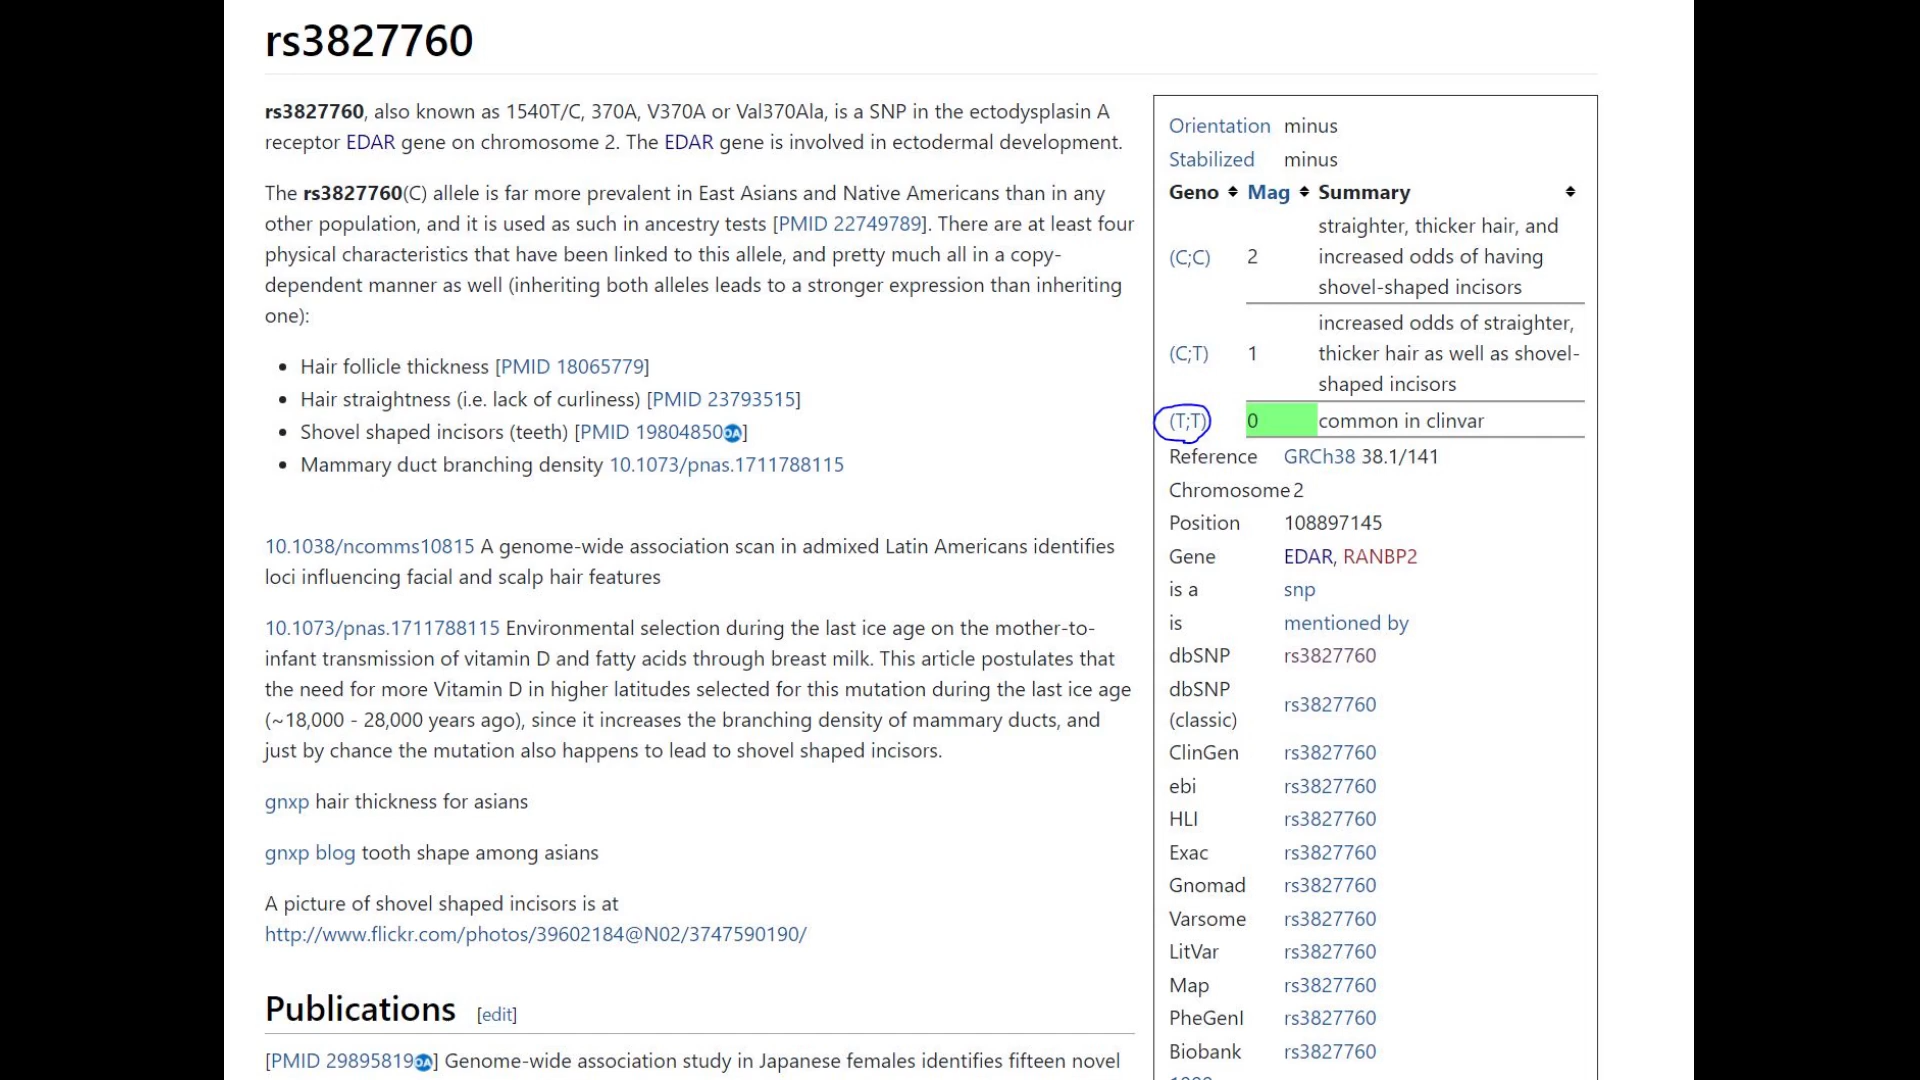 rs3827760
rs3827760, also known as 1540T/C, 370A, V370A or Val370Ala, is a SNP in the ectodysplasin A
receptor EDAR gene on chromosome 2. The EDAR gene is involved in ectodermal development.
The rs3827760(C) allele is far more prevalent in East Asians and Native Americans than in any
other population, and it is used as such in ancestry tests [PMID 22749789]. There are at least four
physical characteristics that have been linked to this allele, and pretty much all in a copy-
dependent manner as well (inheriting both alleles leads to a stronger expression than inheriting
one):
• Hair follicle thickness [PMID 18065779]
• Hair straightness (i.e. lack of curliness) [PMID 23793515]
• Shovel shaped incisors (teeth) [PMID 19804850OA]
• Mammary duct branching density 10.1073/pnas.1711788115
10.1038/ncomms10815 A genome-wide association scan in admixed Latin Americans identifies
loci influencing facial and scalp hair features
10.1073/pnas.1711788115 Environmental selection during the last ice age on the mother-to-
infant transmission of vitamin D and fatty acids through breast milk. This article postulates that
the need for more Vitamin D in higher latitudes selected for this mutation during the last ice age
(~18,000 - 28,000 years ago), since it increases the branching density of mammary ducts, and
just by chance the mutation also happens to lead to shovel shaped incisors.
gnxp hair thickness for asians
gnxp blog tooth shape among asians
A picture of shovel shaped incisors is at
http://www.flickr.com/photos/39602184@N02/3747590190/
Publications [edit]
[PMID 29895819OA] Genome-wide association study in Japanese females identifies fifteen novel
Orientation minus
Stabilized minus
Geno Mag Summary
(C;C) 2 straighter, thicker hair, and
increased odds of having
shovel-shaped incisors
(C;T) 1 increased odds of straighter,
thicker hair as well as shovel-
shaped incisors
(T;T) 0 common in clinvar
Reference GRCh38 38.1/141
Chromosome 2
Position 108897145
Gene EDAR, RANBP2
is a snp
is mentioned by
dbSNP rs3827760
dbSNP
(classic) rs3827760
ClinGen rs3827760
ebi rs3827760
HLI rs3827760
Exac rs3827760
Gnomad rs3827760
Varsome rs3827760
LitVar rs3827760
Map rs3827760
PheGenI rs3827760
Biobank rs3827760